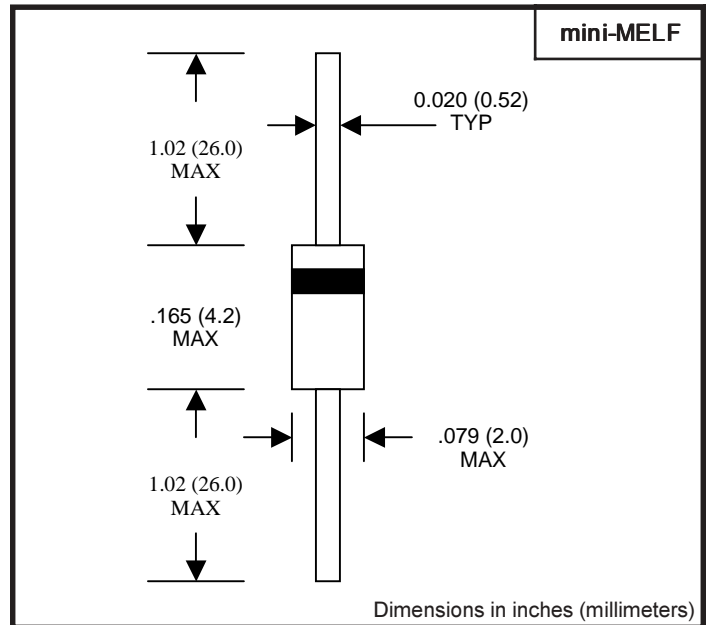 mini-MELF
0.020 (0.52)
TYP
1.02 (26.0)
MAX
.165 (4.2)
MAX
.079 (2.0)
MAX
1.02 (26.0)
MAX
Dimensions in inches (millimeters)